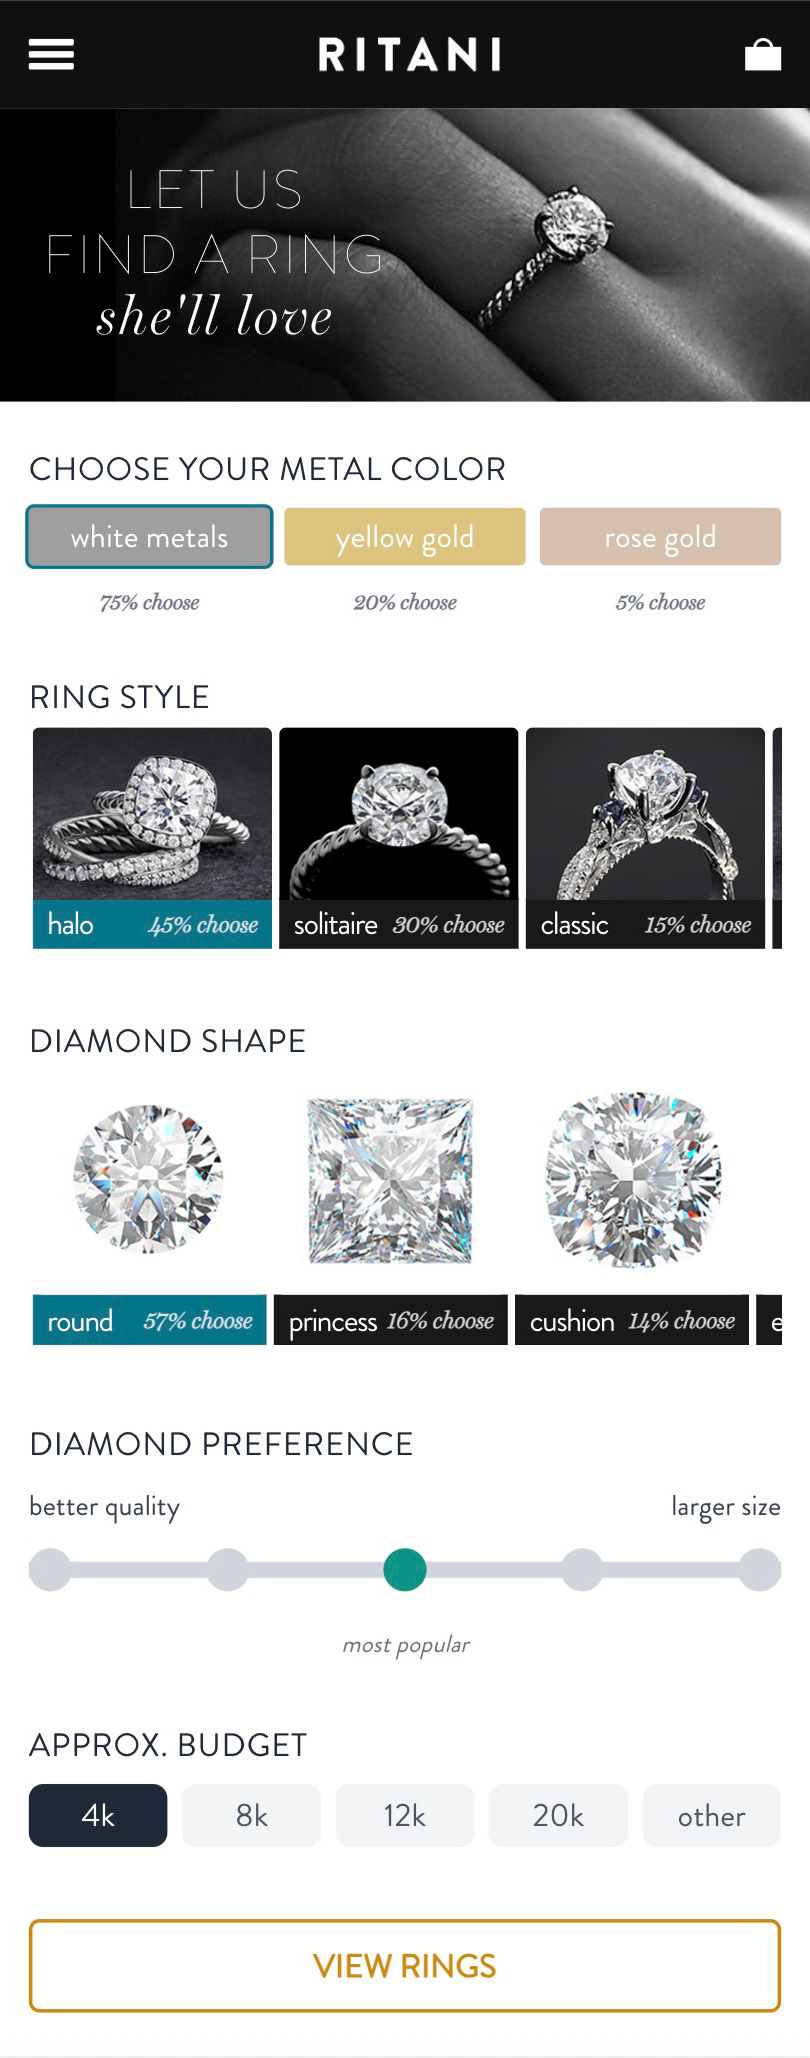 RITANI
LET US
FIND A RING
she'll love
CHOOSE YOUR METAL COLOR
white metals yellow gold rose gold
75% choose 20% choose 5% choose
RING STYLE
halo 45% choose solitaire 30% choose classic 15% choose
DIAMOND SHAPE
round 57% choose princess 16% choose cushion 14% choose e
DIAMOND PREFERENCE
better quality larger size
most popular
APPROX. BUDGET
4k 8k 12k 20k other
VIEW RINGS